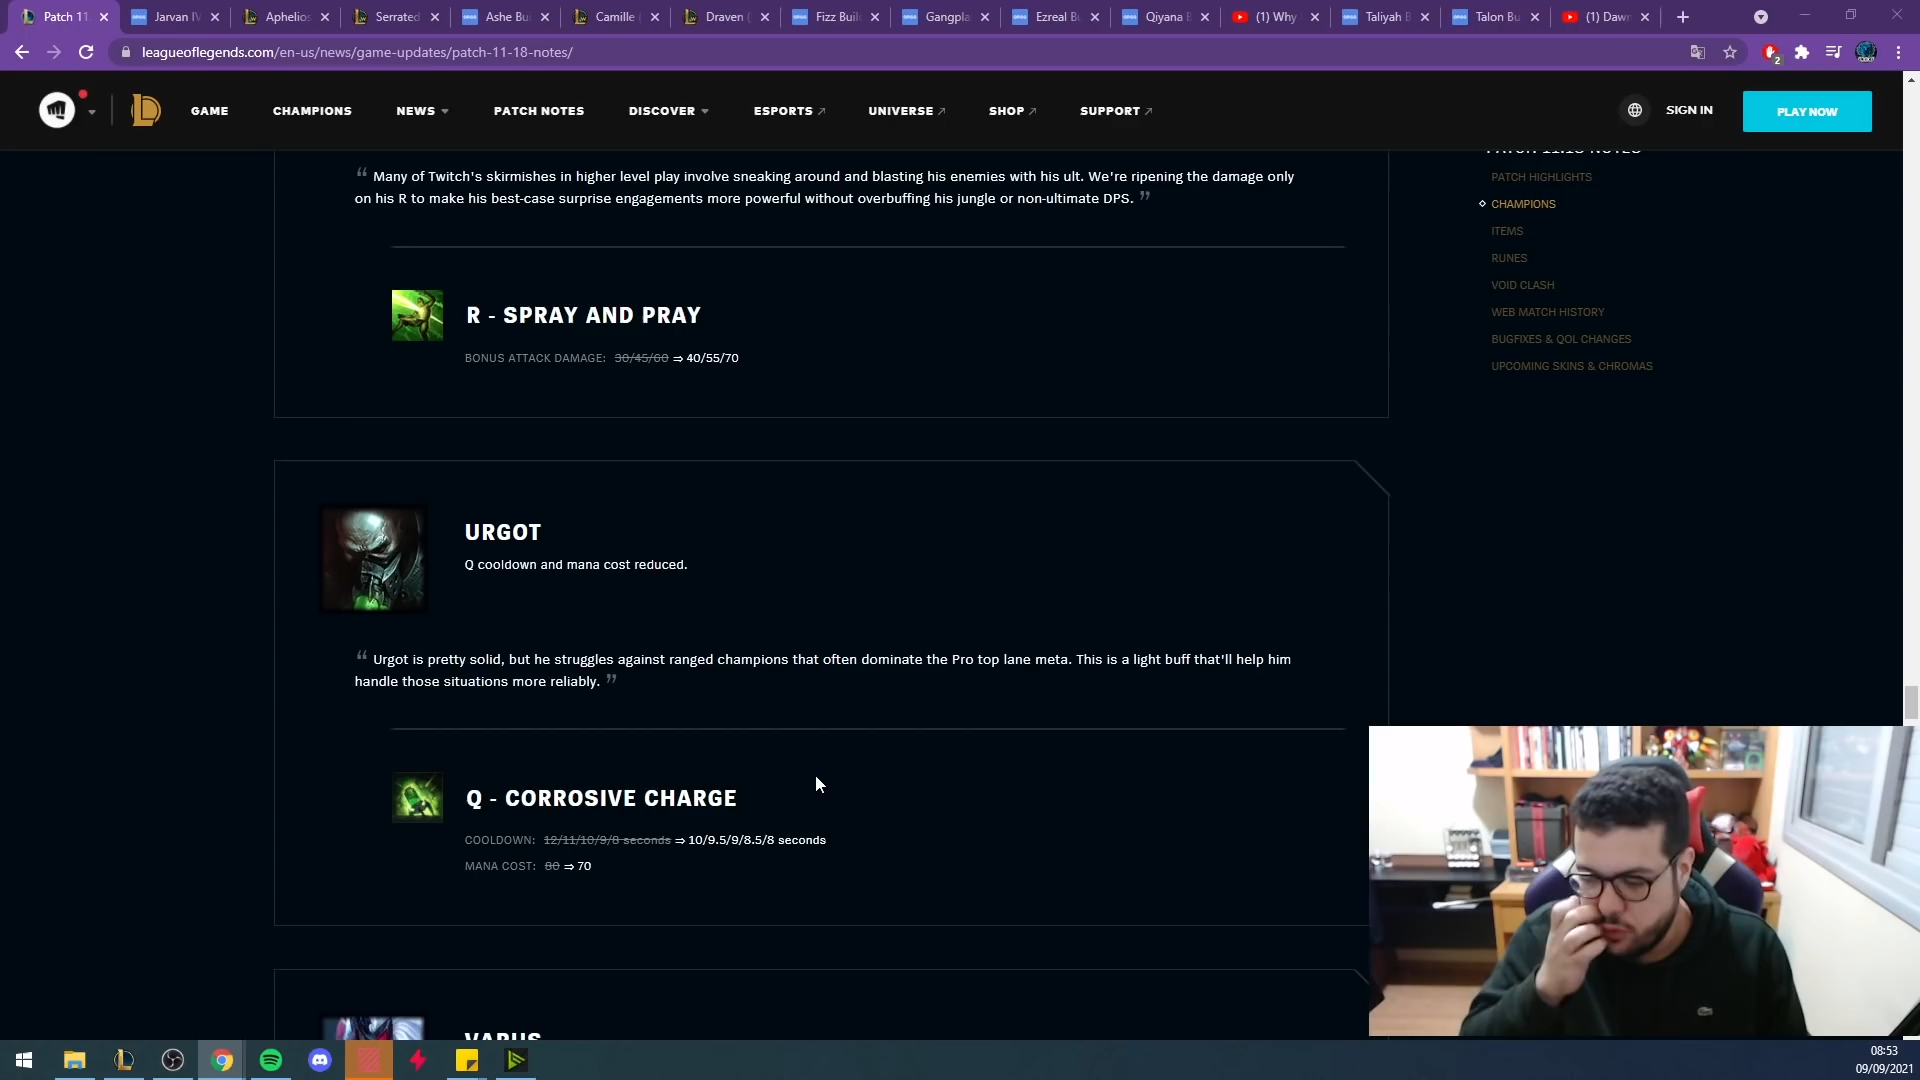 Patch 11.
Jarvan IV
Aphelios
Serrated
Ashe Bu
Camille (
Draven (
Fizz Buil
Gangpla
Ezreal B
Qiyana B
(1) Why
Taliyah B
Talon Bu
(1) Dawn
leagueoflegends.com/en-us/news/game-updates/patch-11-18-notes/
2
GAME
CHAMPIONS
NEWS
PATCH NOTES
DISCOVER
ESPORTS
UNIVERSE
SHOP
SUPPORT
SIGN IN
PLAY NOW
PATCH 11.18 NOTES
PATCH HIGHLIGHTS
CHAMPIONS
ITEMS
RUNES
VOID CLASH
WEB MATCH HISTORY
BUGFIXES & QOL CHANGES
UPCOMING SKINS & CHROMAS
“ Many of Twitch's skirmishes in higher level play involve sneaking around and blasting his enemies with his ult. We're ripening the damage only
on his R to make his best-case surprise engagements more powerful without overbuffing his jungle or non-ultimate DPS. ”
R - SPRAY AND PRAY
BONUS ATTACK DAMAGE: 30/45/60 ⇒ 40/55/70
URGOT
Q cooldown and mana cost reduced.
“ Urgot is pretty solid, but he struggles against ranged champions that often dominate the Pro top lane meta. This is a light buff that'll help him
handle those situations more reliably. ”
Q - CORROSIVE CHARGE
COOLDOWN: 12/11/10/9/8 seconds ⇒ 10/9.5/9/8.5/8 seconds
MANA COST: 80 ⇒ 70
VARUS
08:53
09/09/2021